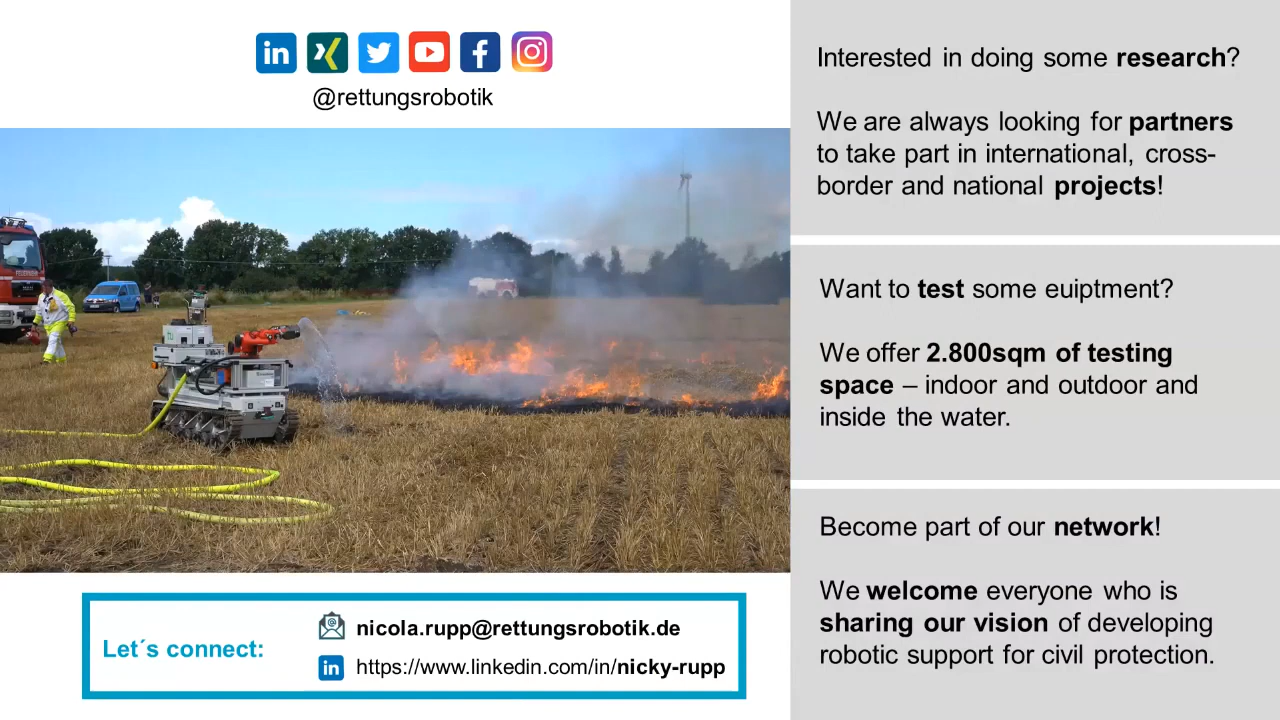 @rettungsrobotik
Interested in doing some research?
We are always looking for partners
to take part in international, cross-
border and national projects!
Want to test some euiptment?
We offer 2.800sqm of testing
space – indoor and outdoor and
inside the water.
Become part of our network!
We welcome everyone who is
sharing our vision of developing
robotic support for civil protection.
Let´s connect:
nicola.rupp@rettungsrobotik.de
https://www.linkedin.com/in/nicky-rupp